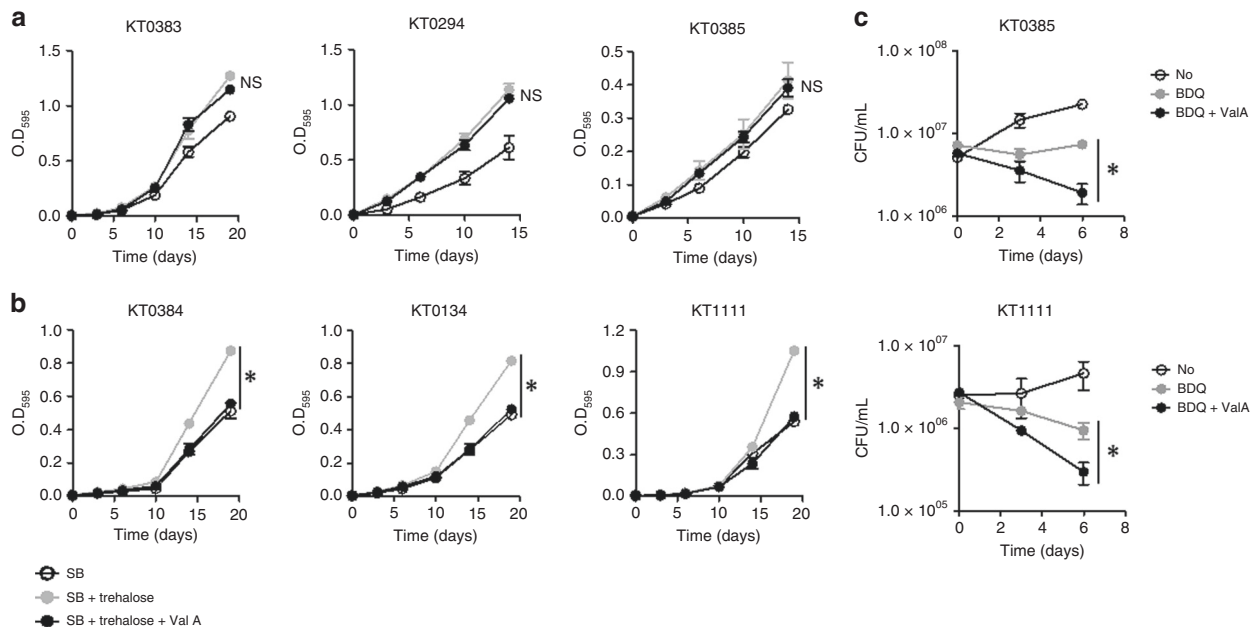 a
KT0383
KT0294
KT0385
1.5
1.0
0.5
0.0
O.D595
0 5 10 15 20
Time (days)
NS
1.5
1.0
0.5
0.0
O.D595
0 5 10 15
Time (days)
NS
0.5
0.4
0.3
0.2
0.1
0.0
O.D595
0 5 10 15
Time (days)
NS
c
KT0385
1.0 × 10⁸
1.0 × 10⁷
1.0 × 10⁶
CFU/mL
0 2 4 6 8
Time (days)
*
No
BDQ
BDQ + ValA
b
KT0384
KT0134
KT1111
1.0
0.8
0.6
0.4
0.2
0.0
O.D595
0 5 10 15 20
Time (days)
*
1.0
0.8
0.6
0.4
0.2
0.0
O.D595
0 5 10 15 20
Time (days)
*
1.2
0.9
0.6
0.3
0.0
O.D595
0 5 10 15 20
Time (days)
*
KT1111
1.0 × 10⁷
1.0 × 10⁶
1.0 × 10⁵
CFU/mL
0 2 4 6 8
Time (days)
*
No
BDQ
BDQ + ValA
SB
SB + trehalose
SB + trehalose + Val A